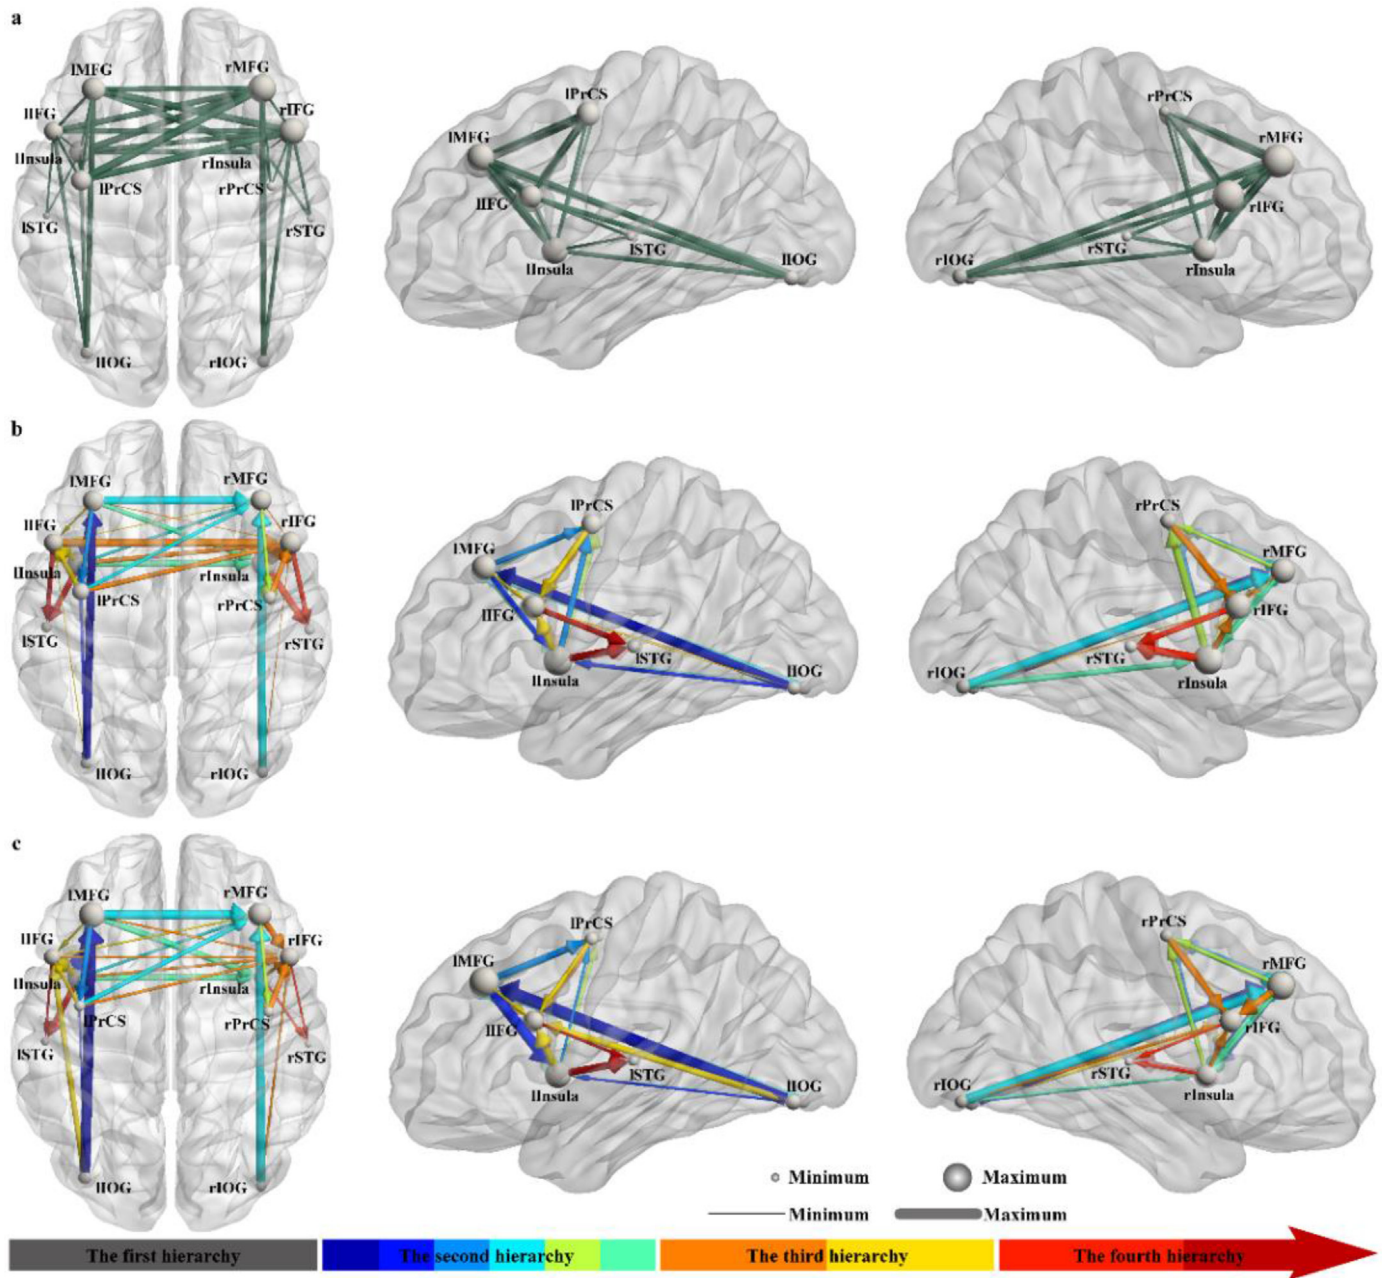 a
lMFG rMFG
lIFG rIFG
lInsula rInsula
lPrCS rPrCS
lSTG rSTG
lIOG rIOG
lPrCS
lMFG
lIFG
lSTG
lInsula lIOG
rPrCS
rMFG
rIFG
rSTG
rIOG rInsula
b
lMFG rMFG
lIFG rIFG
lInsula rInsula
lPrCS rPrCS
lSTG rSTG
lIOG rIOG
lPrCS
lMFG
lIFG
lSTG
lInsula lIOG
rPrCS
rMFG
rIFG
rSTG
rIOG rInsula
c
lMFG rMFG
lIFG rIFG
lInsula rInsula
lPrCS rPrCS
lSTG rSTG
lIOG rIOG
lPrCS
lMFG
lIFG
lSTG
lInsula lIOG
rPrCS
rMFG
rIFG
rSTG
rIOG rInsula
Minimum Maximum
Minimum Maximum
The first hierarchy The second hierarchy The third hierarchy The fourth hierarchy